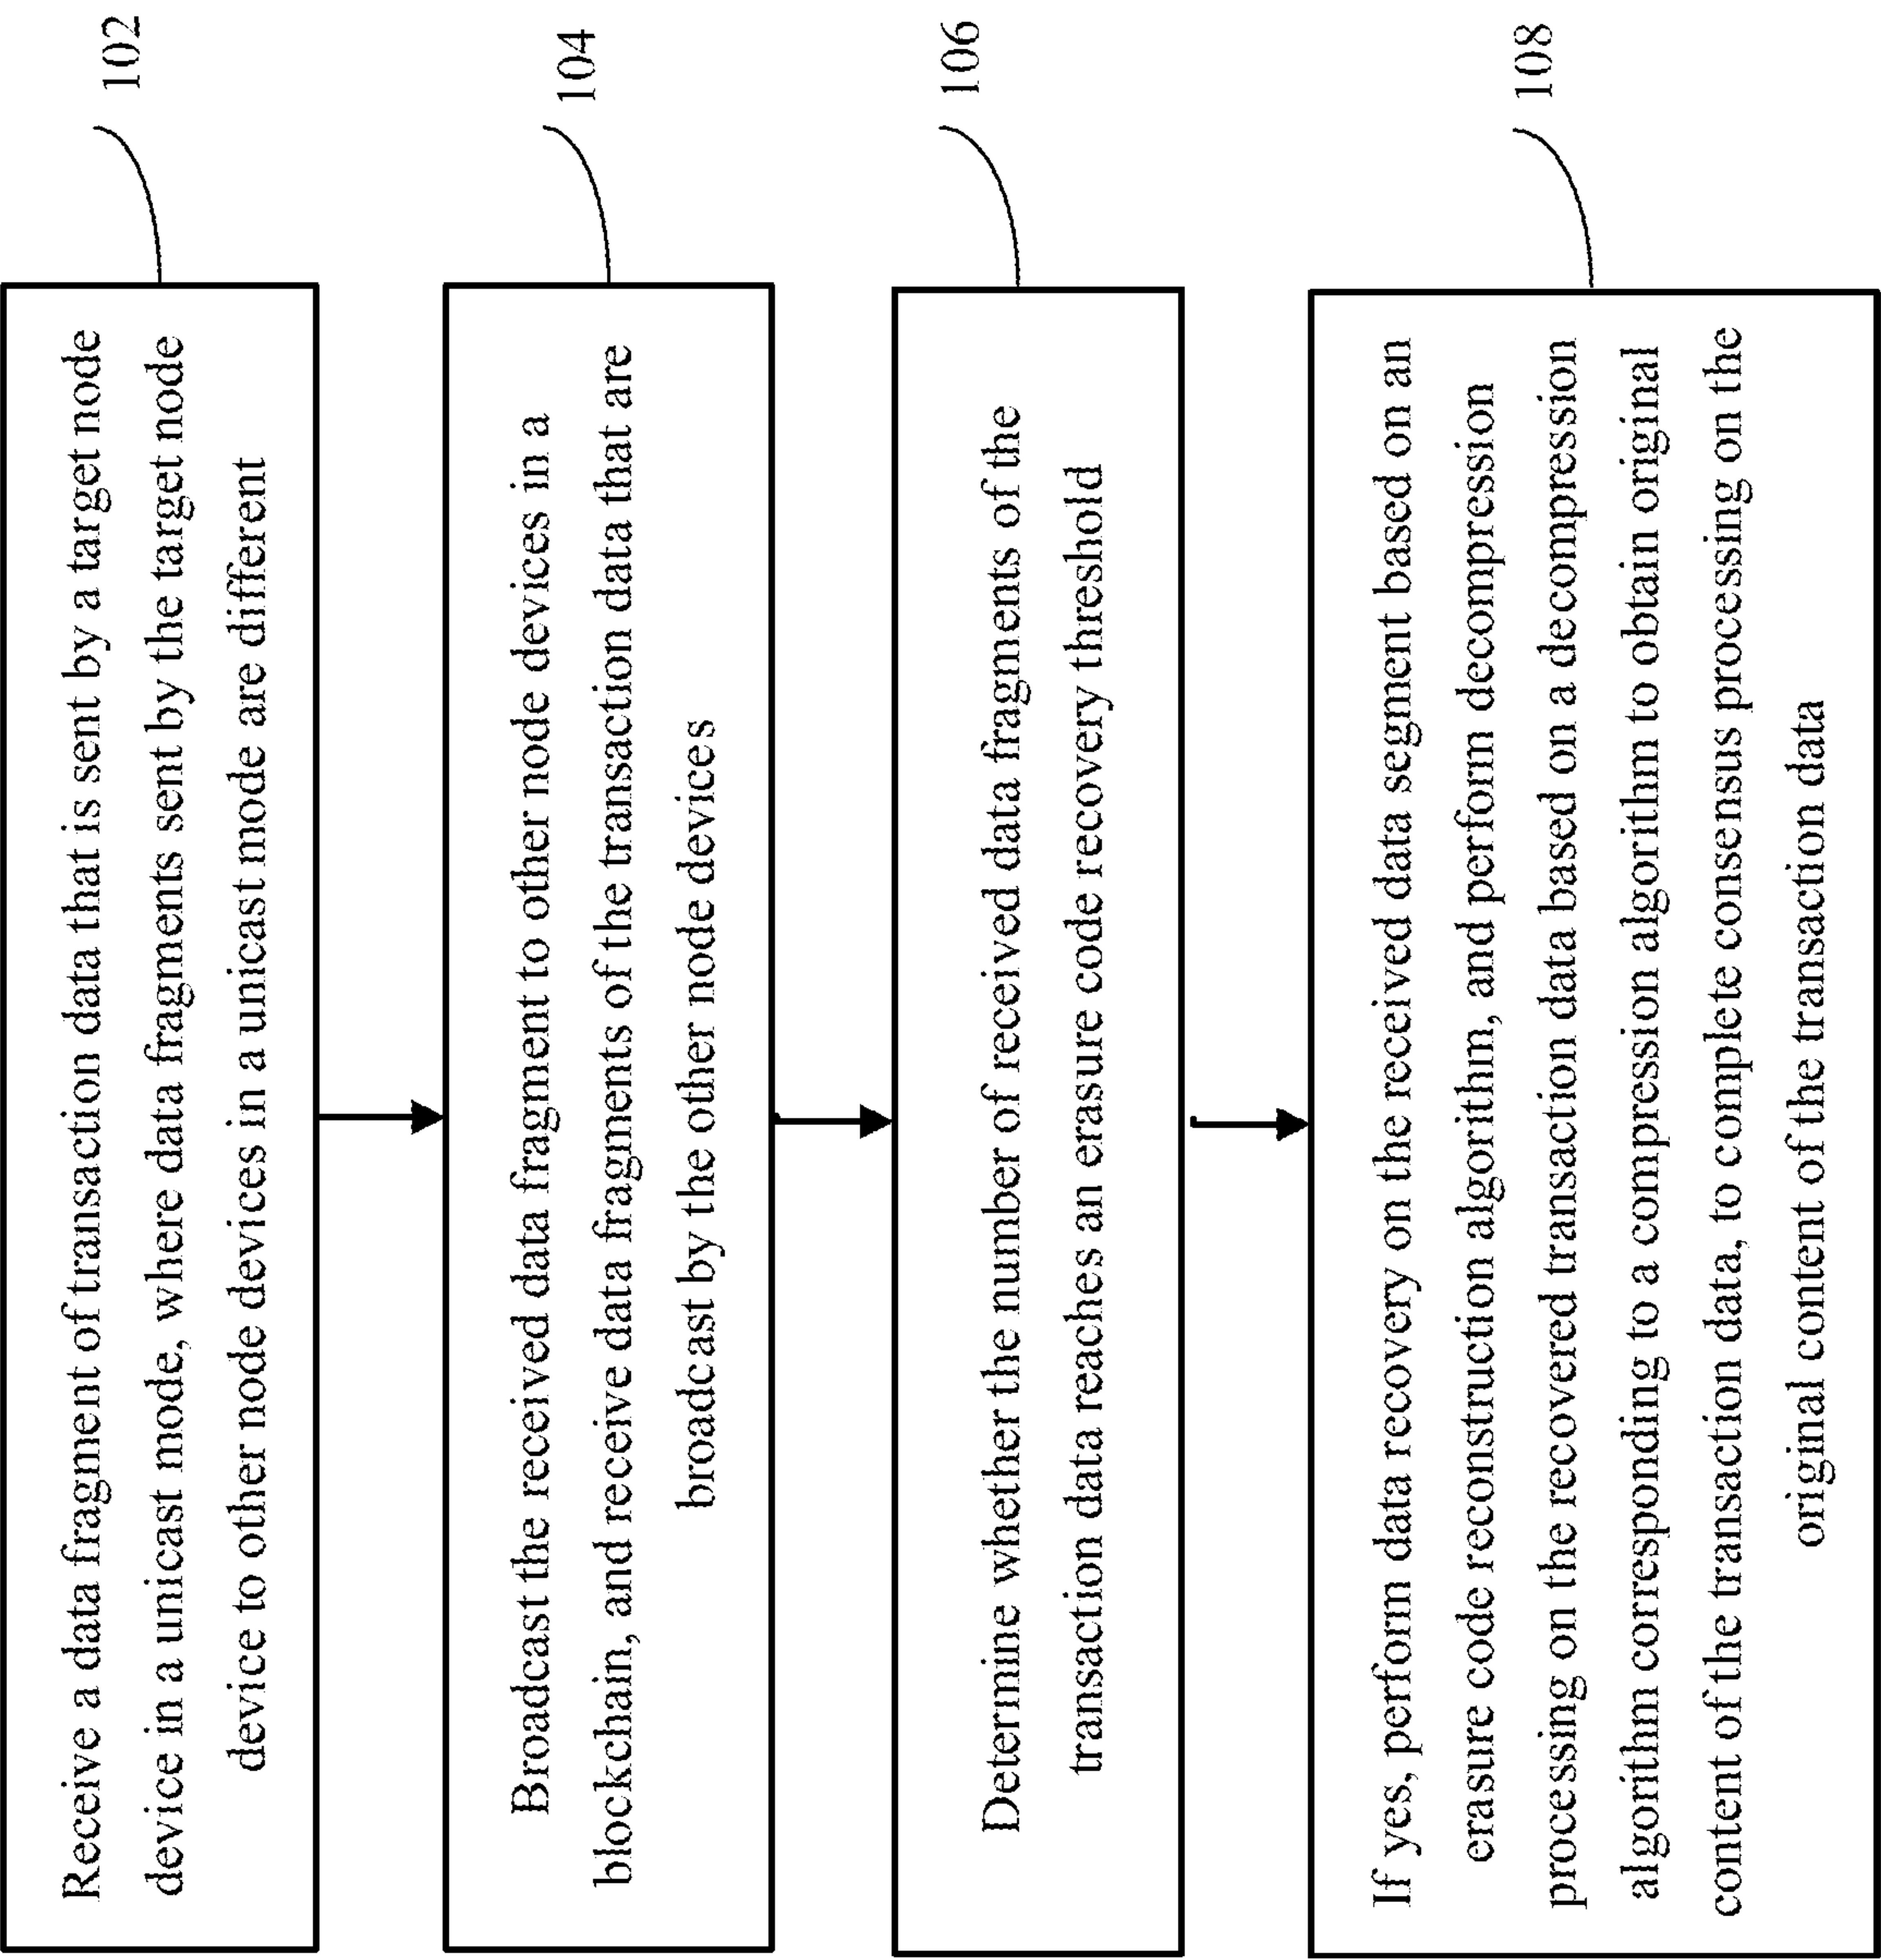 Receive a data fragment of transaction data that is sent by a target node
device in a unicast mode, where data fragments sent by the target node
device to other node devices in a unicast mode are different
102
Broadcast the received data fragment to other node devices in a
blockchain, and receive data fragments of the transaction data that are
broadcast by the other node devices
104
Determine whether the number of received data fragments of the
transaction data reaches an erasure code recovery threshold
106
If yes, perform data recovery on the received data segment based on an
erasure code reconstruction algorithm, and perform decompression
processing on the recovered transaction data based on a decompression
algorithm corresponding to a compression algorithm to obtain original
content of the transaction data, to complete consensus processing on the
original content of the transaction data
108